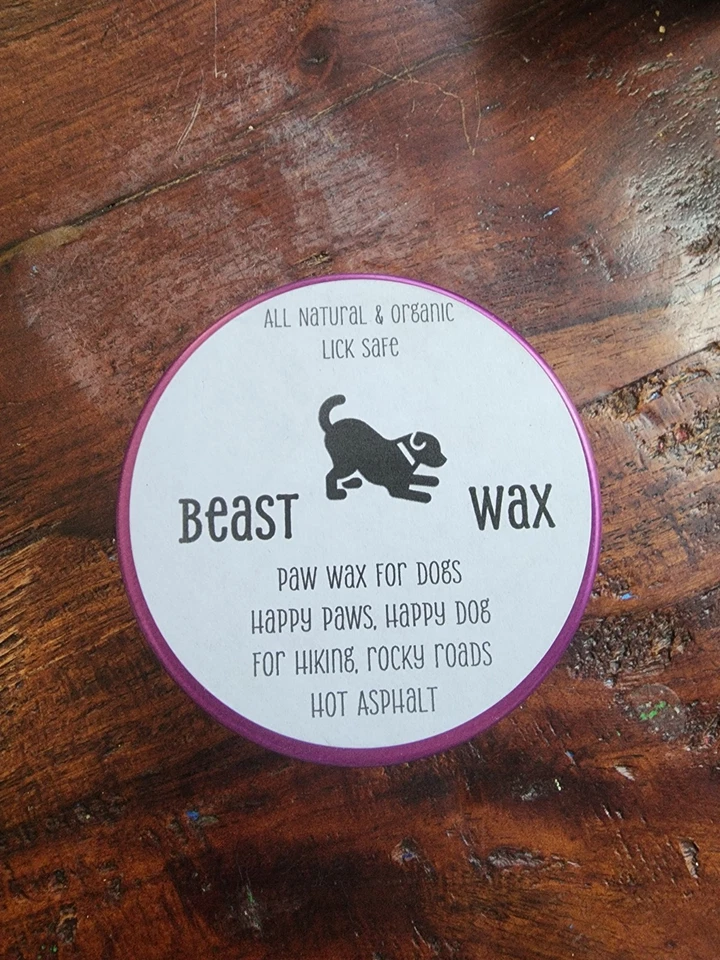 ALL Natural & Organic
Lick Safe
Beast Wax
Paw Wax for Dogs
Happy Paws, Happy Dog
For Hiking, Rocky Roads
Hot Asphalt